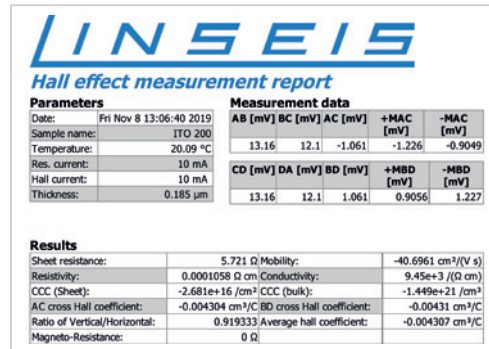 LINSEIS
Hall effect measurement report
Parameters
Date: Fri Nov 8 13:06:40 2019
Sample name: ITO 200
Temperature: 20.09 °C
Res. current: 10 mA
Hall current: 10 mA
Thickness: 0.185 µm
Measurement data
AB [mV] BC [mV] AC [mV] +MAC [mV] -MAC [mV]
13.16 12.1 -1.061 -1.226 -0.9049
CD [mV] DA [mV] BD [mV] +MBD [mV] -MBD [mV]
13.16 12.1 1.061 0.9056 1.227
Results
Sheet resistance: 5.721 Ω Mobility: -40.6961 cm²/(V s)
Resistivity: 0.0001058 Ω cm Conductivity: 9.45e+3 /(Ω cm)
CCC (Sheet): -2.681e+16 /cm² CCC (bulk): -1.449e+21 /cm³
AC cross Hall coefficient: -0.004304 cm³/C BD cross Hall coefficient: -0.00431 cm³/C
Ratio of Vertical/Horizontal: 0.919333 Average hall coefficient: -0.004307 cm³/C
Magneto-Resistance: 0 Ω